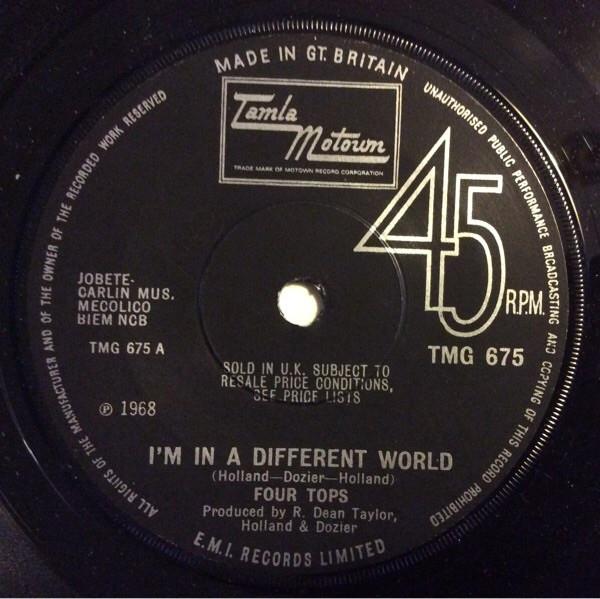 MADE IN GT. BRITAIN
UNAUTHORISED PUBLIC PERFORMANCE BROADCASTING AND COPYING OF THIS RECORD PROHIBITED
ALL RIGHTS OF THE MANUFACTURER AND OF THE OWNER OF THE RECORDED WORK RESERVED
Tamla
Motown
TRADE MARK OF MOTOWN RECORD CORPORATION
45
R.P.M.
JOBETE-
CARLIN MUS.
MECOLICO
BIEM NCB
TMG 675 A
TMG 675
SOLD IN U.K. SUBJECT TO
RESALE PRICE CONDITIONS,
SEE PRICE LISTS
℗ 1968
I'M IN A DIFFERENT WORLD
(Holland—Dozier—Holland)
FOUR TOPS
Produced by R. Dean Taylor,
Holland & Dozier
E.M.I. RECORDS LIMITED